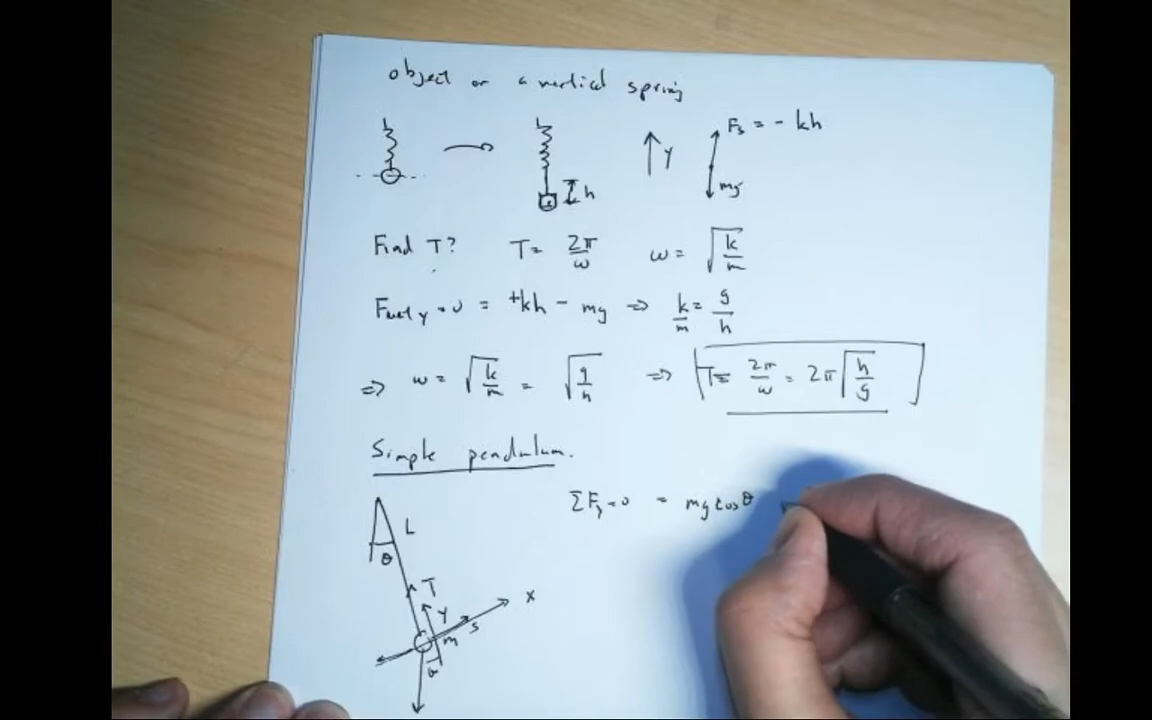 object on a vertical spring
h
Y
Fs = - kh
mg
Find T? T = 2π/ω ω = √(k/m)
Fnet y = 0 = +kh - mg ⇒ k/m = g/h
⇒ ω = √(k/m) = √(g/h) ⇒ T = 2π/ω = 2π√(h/g)
Simple pendulum.
ΣFy = 0 = mg cos θ
L
θ
T
Y
x
s
m
θ